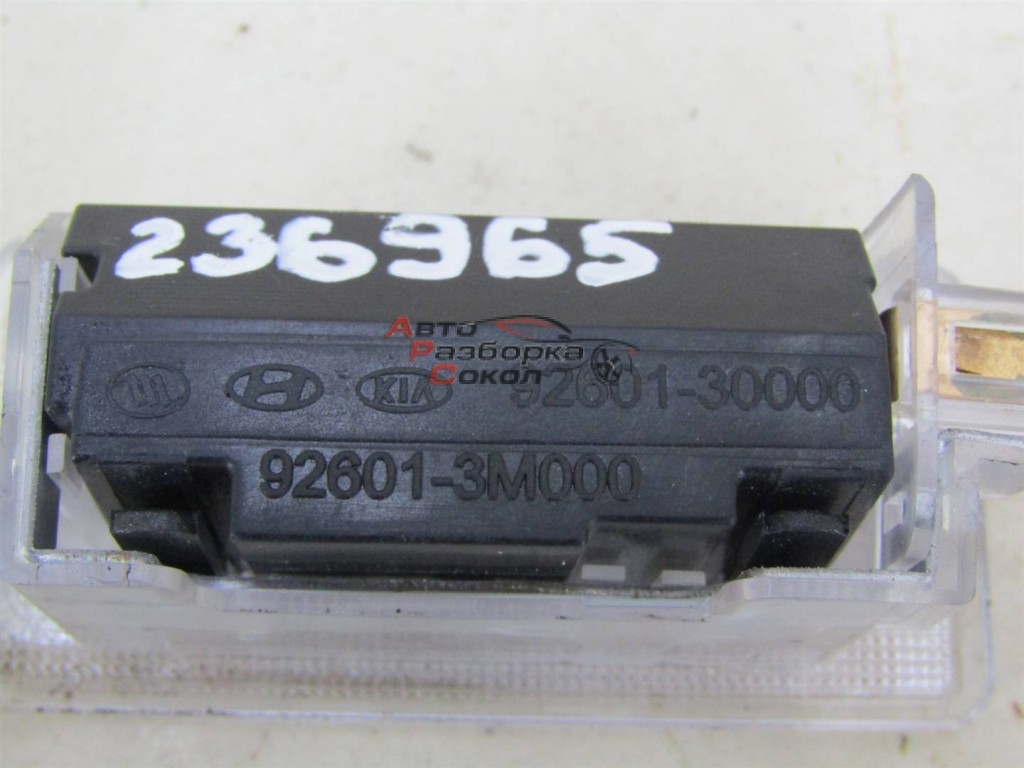 236965
Авто
Разборка
Сокол
KIA 92601-30000
92601-3M000